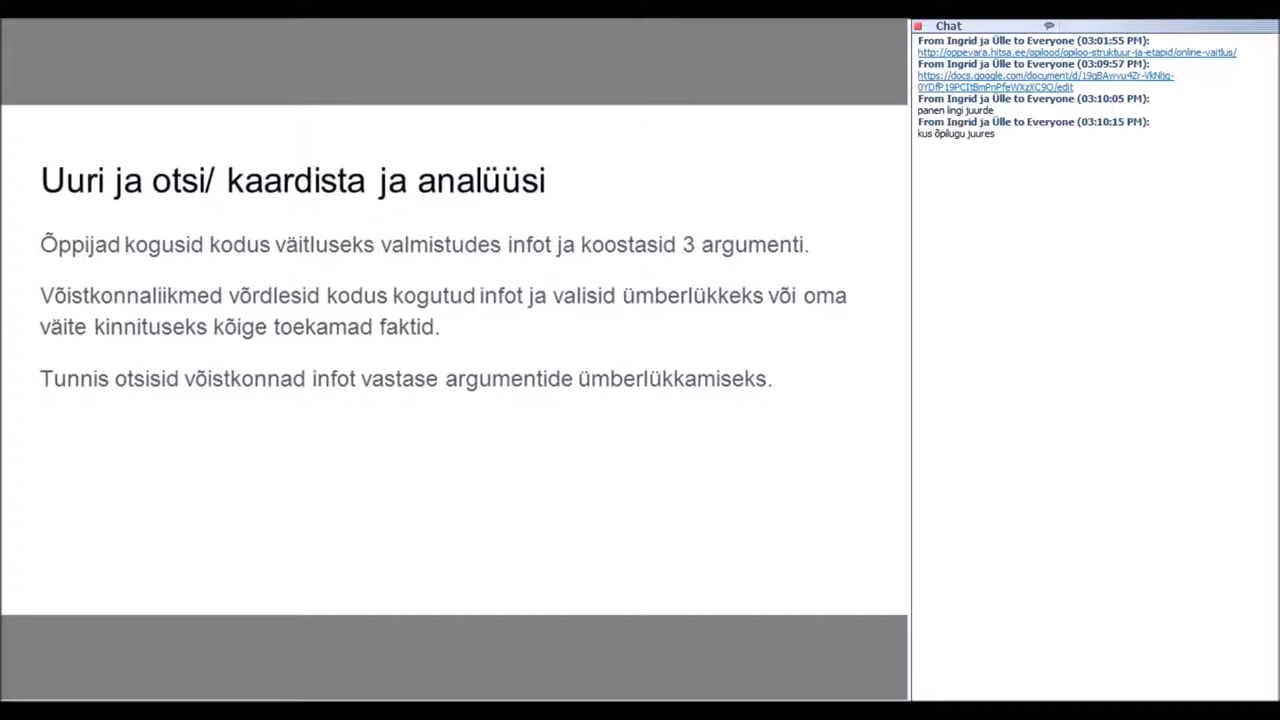 Uuri ja otsi/ kaardista ja analüüsi
Õppijad kogusid kodus väitluseks valmistudes infot ja koostasid 3 argumenti.
Võistkonnaliikmed võrdlesid kodus kogutud infot ja valisid ümberlükkeks või oma
väite kinnituseks kõige toekamad faktid.
Tunnis otsisid võistkonnad infot vastase argumentide ümberlükkamiseks.
Chat
From Ingrid ja Ülle to Everyone (03:01:55 PM):
http://oppevara.hitsa.ee/opilood/opiloo-struktuur-ja-etapid/online-vaitlus/
From Ingrid ja Ülle to Everyone (03:09:57 PM):
From Ingrid ja Ülle to Everyone (03:10:05 PM):
panen lingi juurde
From Ingrid ja Ülle to Everyone (03:10:15 PM):
kus õpilugu juures